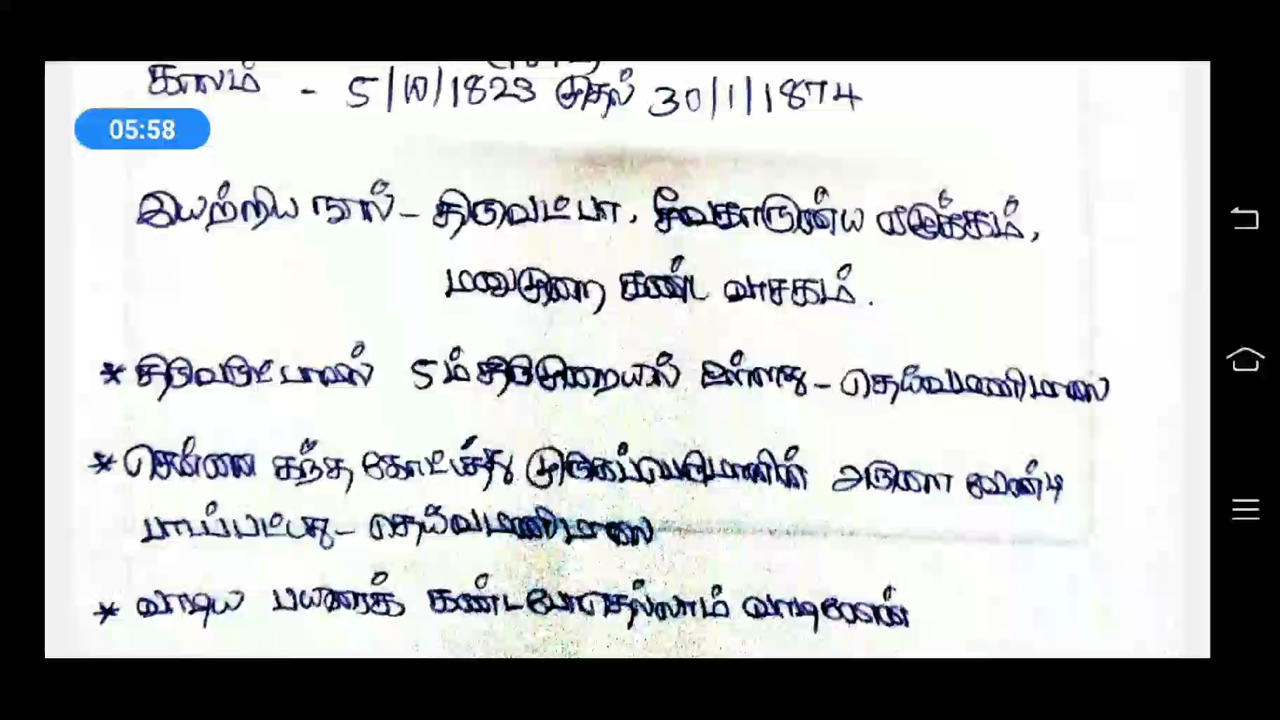 காலம் - 5/10/1823 முதல் 30/1/1874
05:58
இயற்றிய நூல் - திருவட்பா, சீவகாருண்ய ஒழுக்கம்,
மனுமுறை கண்ட வாசகம்.
* திருவருட்பாவில் 5ம் திருமுறையில் உள்ளது - தெய்வமணிமாலை
* சென்னை கந்த கோட்டத்து முருகப்பெருமானின் அருளை வேண்டி
பாடப்பட்டது - தெய்வமணிமாலை
* வாடிய பயிரைக் கண்டபோதெல்லாம் வாடினேன்